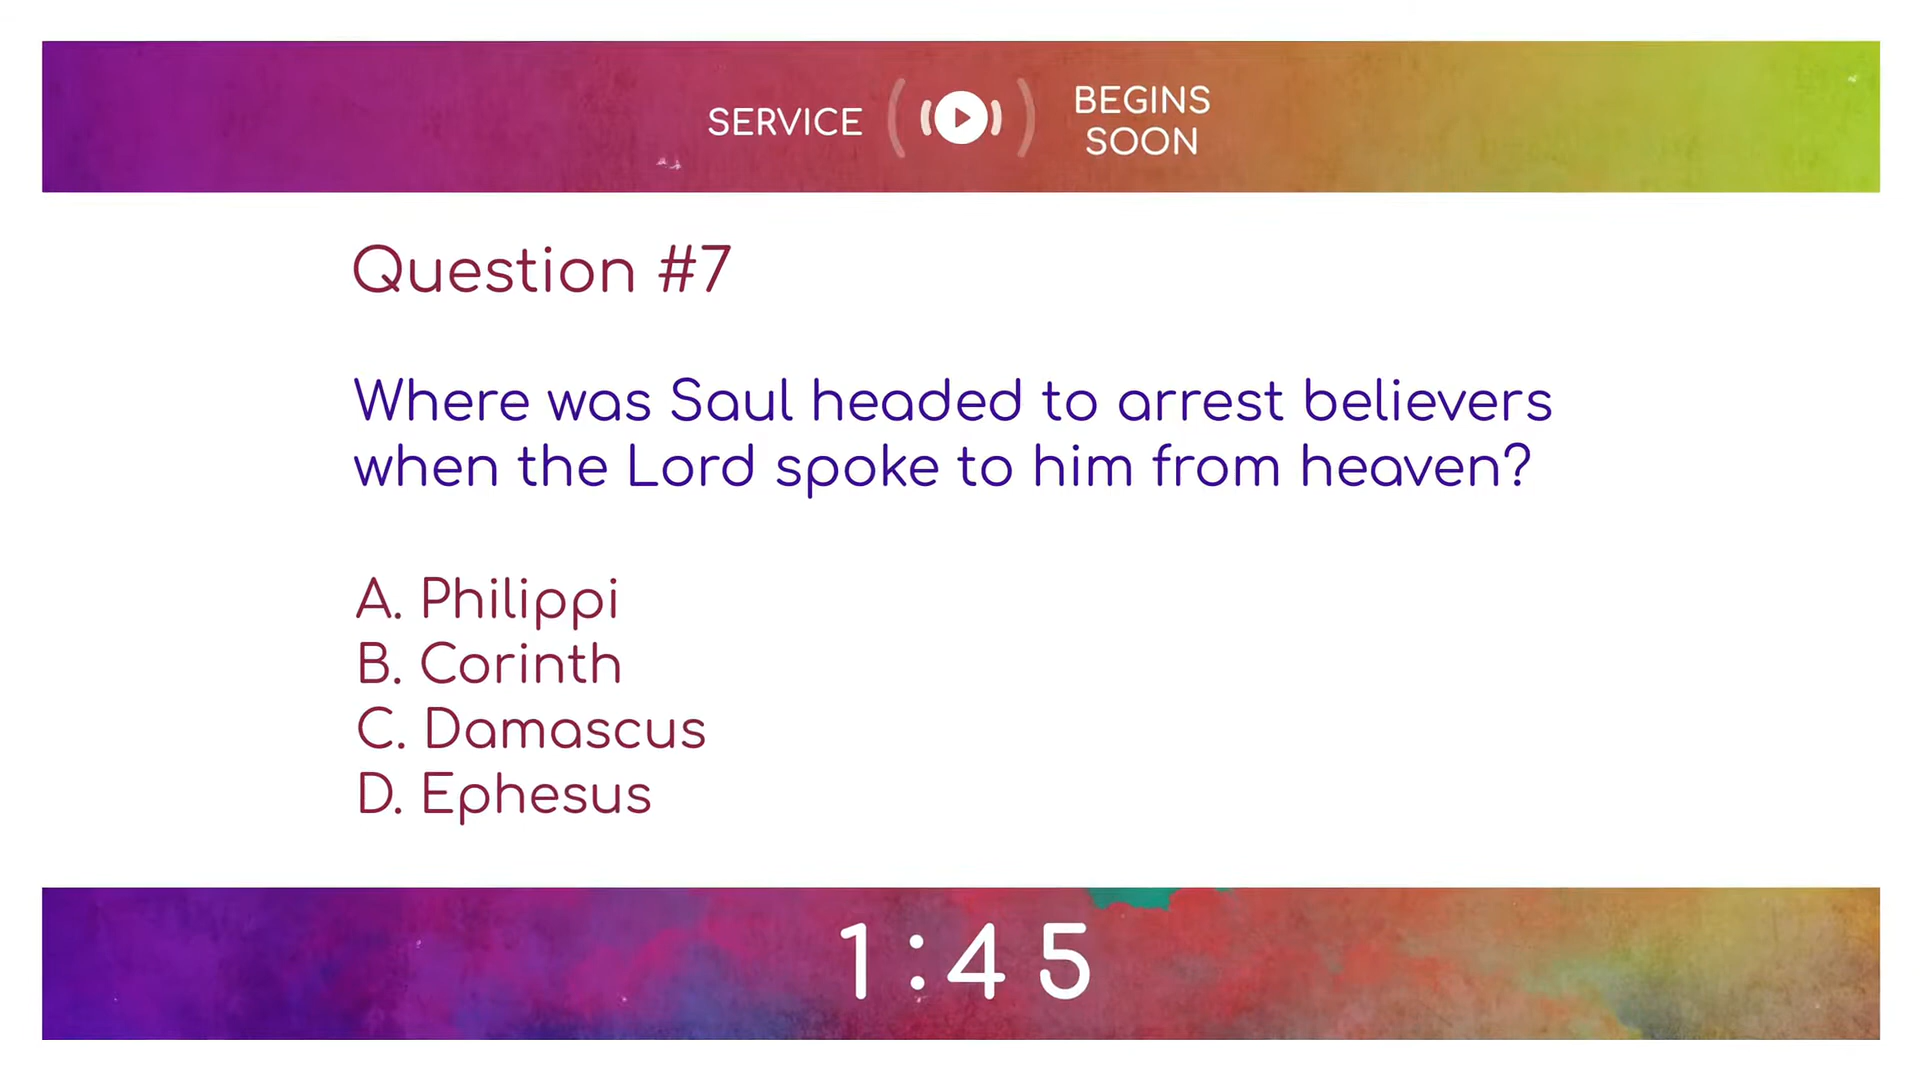 SERVICE
BEGINS
SOON
Question #7
Where was Saul headed to arrest believers
when the Lord spoke to him from heaven?
A. Philippi
B. Corinth
C. Damascus
D. Ephesus
1:45